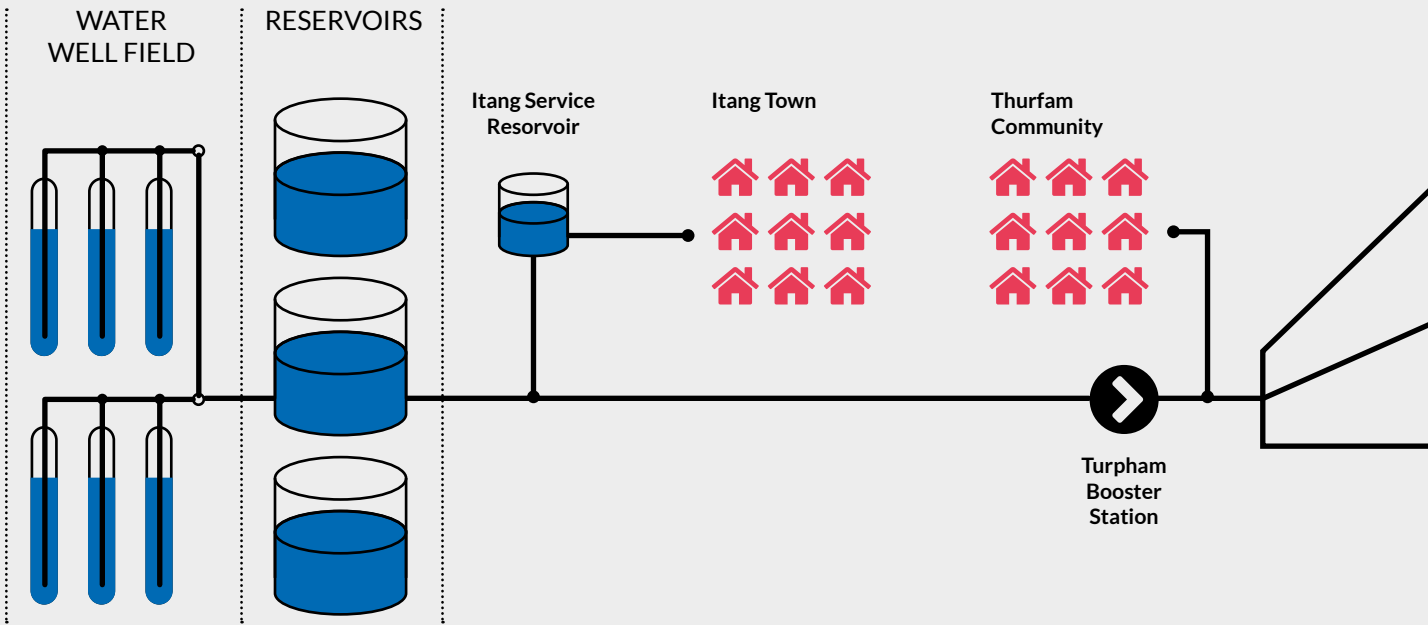 WATER
WELL FIELD
RESERVOIRS
Itang Service
Resorvoir
Itang Town
Thurfam
Community
Turpham
Booster
Station